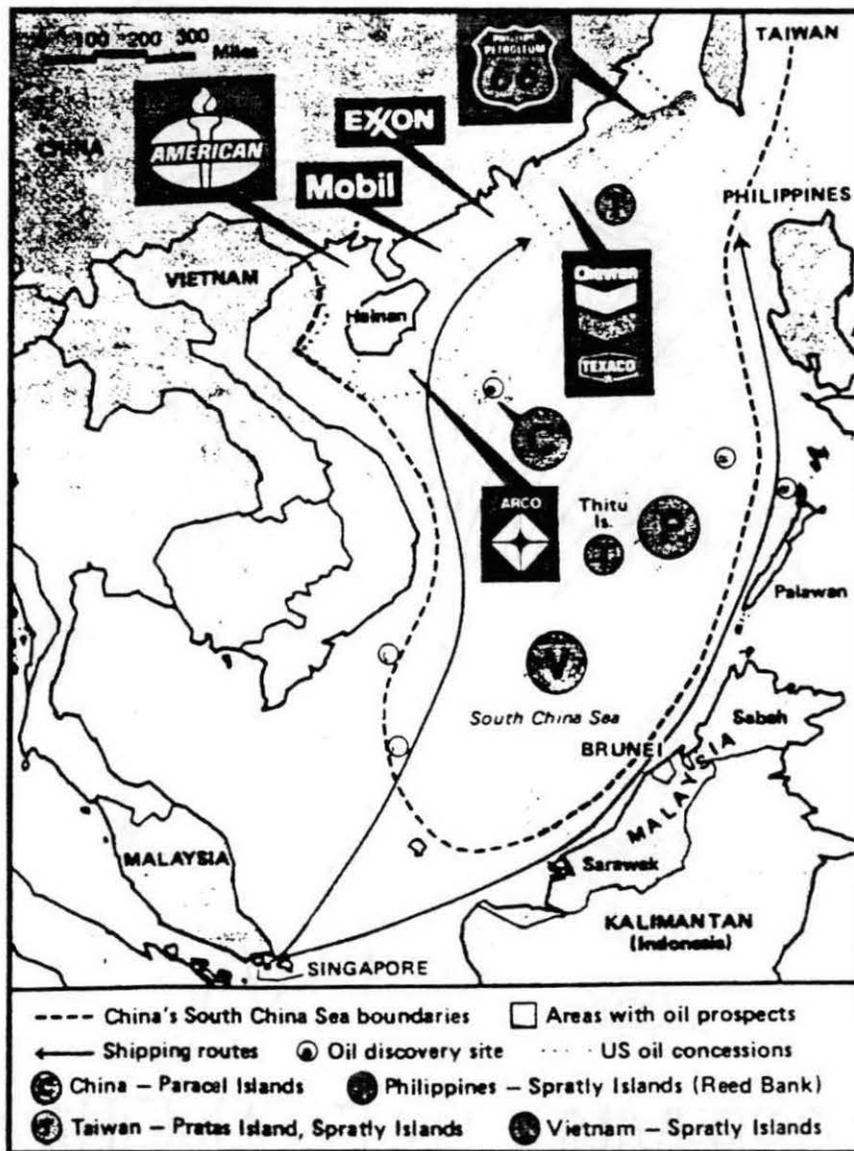 TAIWAN
100 200 300
Miles
PHILLIPS
PETROLEUM
66
CHINA
AMERICAN
EXXON
Mobil
PHILIPPINES
T
VIETNAM
Hainan
Chevron
TEXACO
C
ARCO
Thitu
Is.
P
T
Palawan
V
South China Sea
Sabah
BRUNEI
MALAYSIA
MALAYSIA
Sarawak
KALIMANTAN
(Indonesia)
SINGAPORE
China's South China Sea boundaries
Areas with oil prospects
Shipping routes
Oil discovery site
US oil concessions
C China – Paracel Islands
P Philippines – Spratly Islands (Reed Bank)
T Taiwan – Pratas Island, Spratly Islands
V Vietnam – Spratly Islands